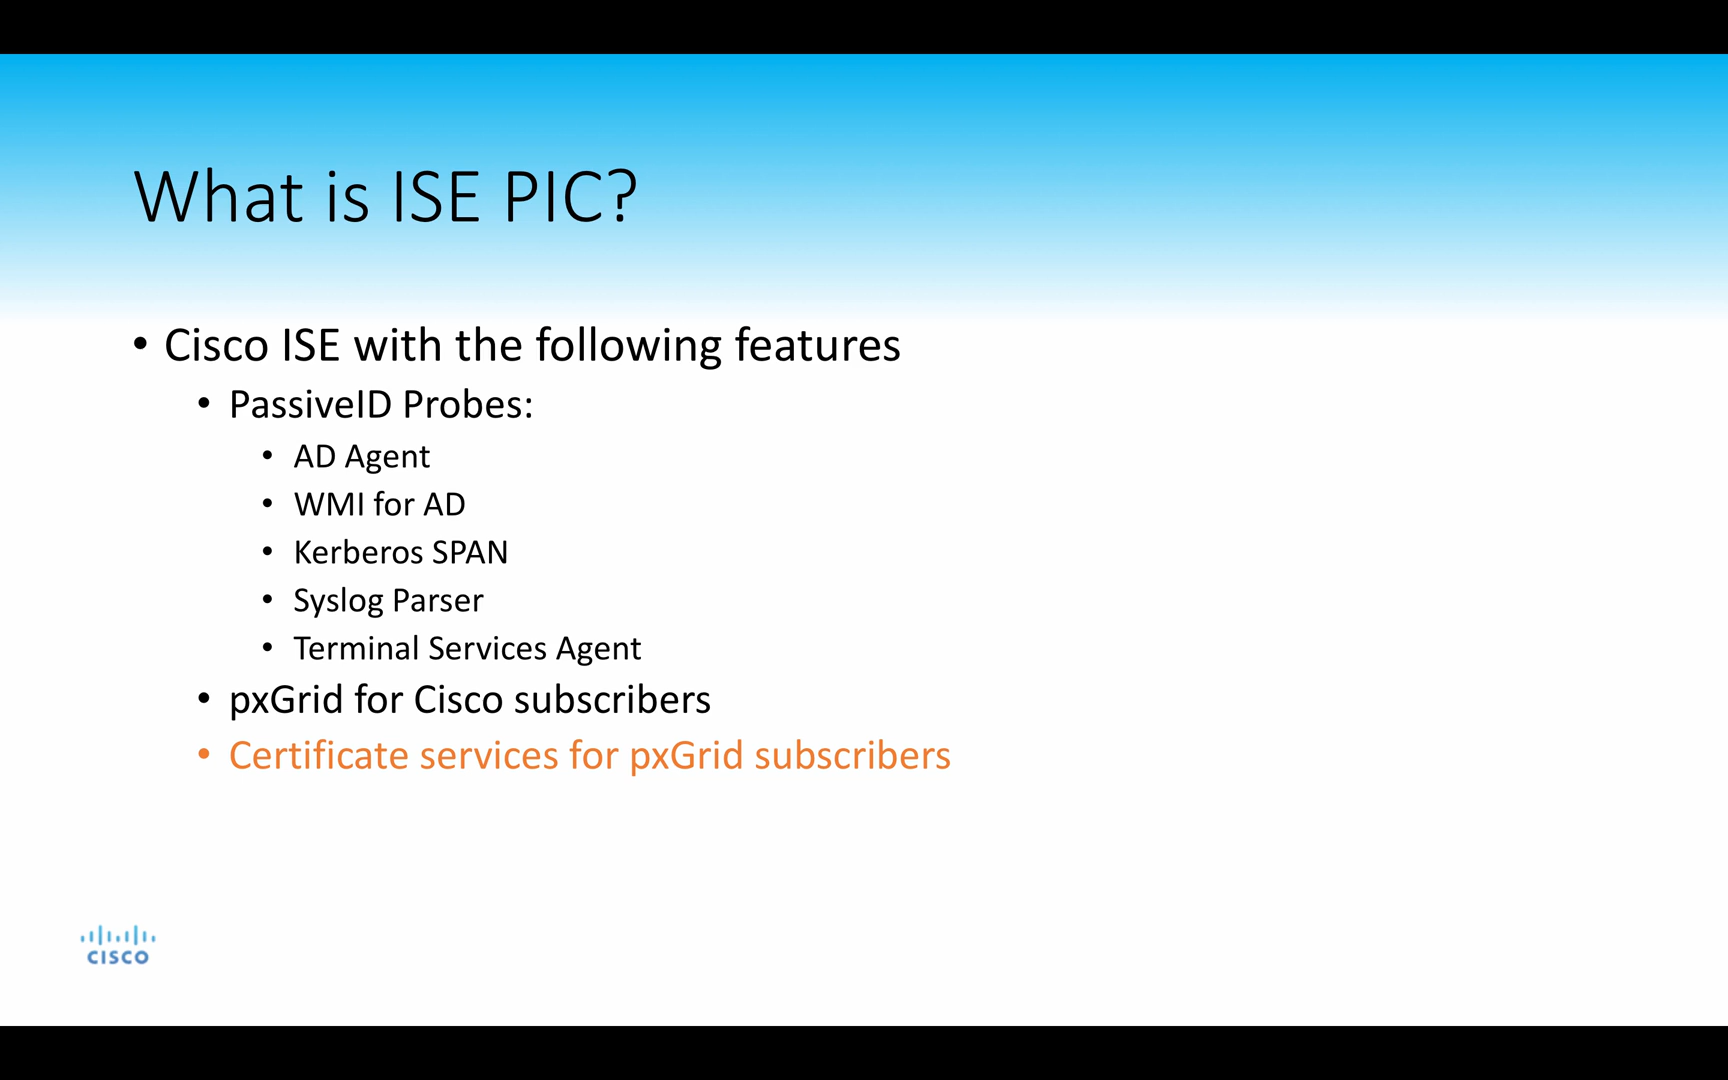 What is ISE PIC?
• Cisco ISE with the following features
• PassiveID Probes:
• AD Agent
• WMI for AD
• Kerberos SPAN
• Syslog Parser
• Terminal Services Agent
• pxGrid for Cisco subscribers
• Certificate services for pxGrid subscribers
CISCO